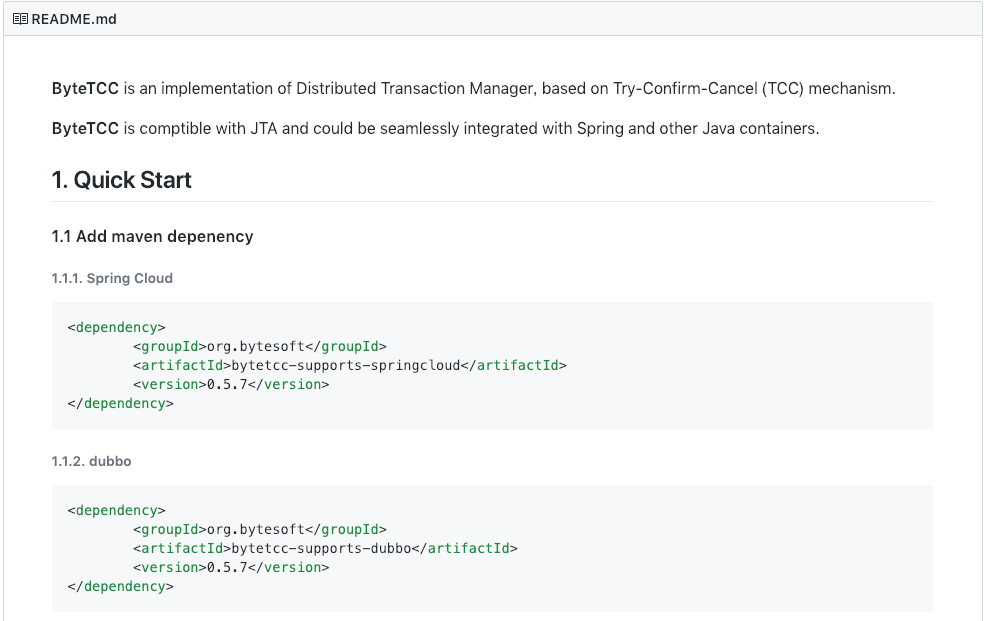 README.md
ByteTCC is an implementation of Distributed Transaction Manager, based on Try-Confirm-Cancel (TCC) mechanism.
ByteTCC is comptible with JTA and could be seamlessly integrated with Spring and other Java containers.
1. Quick Start
1.1 Add maven depenency
1.1.1. Spring Cloud
<dependency>
        <groupId>org.bytesoft</groupId>
        <artifactId>bytetcc-supports-springcloud</artifactId>
        <version>0.5.7</version>
</dependency>
1.1.2. dubbo
<dependency>
        <groupId>org.bytesoft</groupId>
        <artifactId>bytetcc-supports-dubbo</artifactId>
        <version>0.5.7</version>
</dependency>